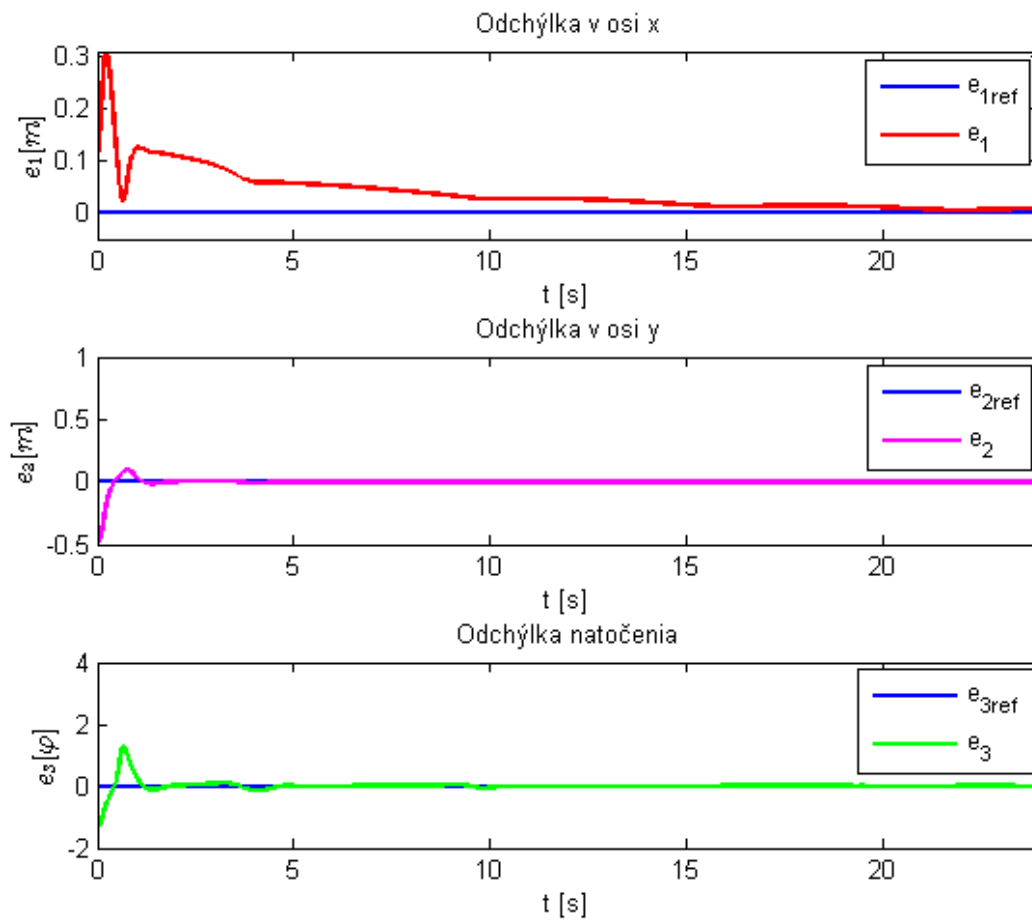 Odchýlka v osi x
e₁[m]
0.3
0.2
0.1
0
0 5 10 15 20
t [s]
e₁ref
e₁
Odchýlka v osi y
e₂[m]
1
0.5
0
-0.5
0 5 10 15 20
t [s]
e₂ref
e₂
Odchýlka natočenia
e₃[φ]
4
2
0
-2
0 5 10 15 20
t [s]
e₃ref
e₃